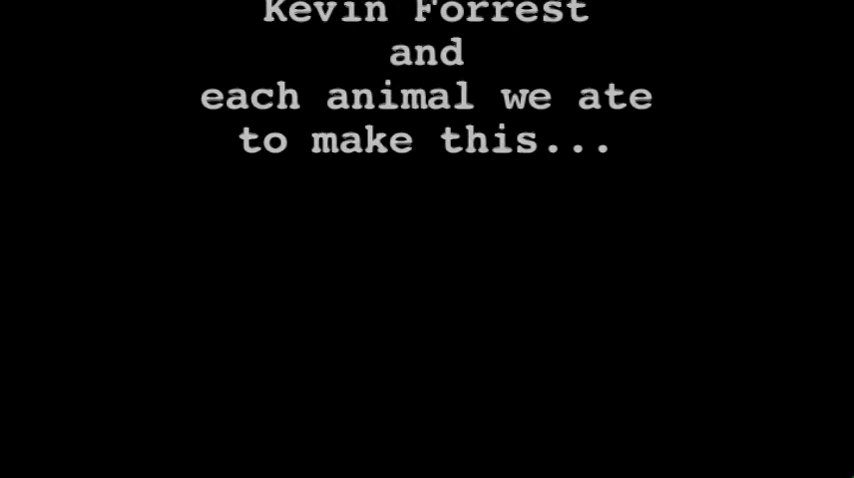 Kevin Forrest
and
each animal we ate
to make this...